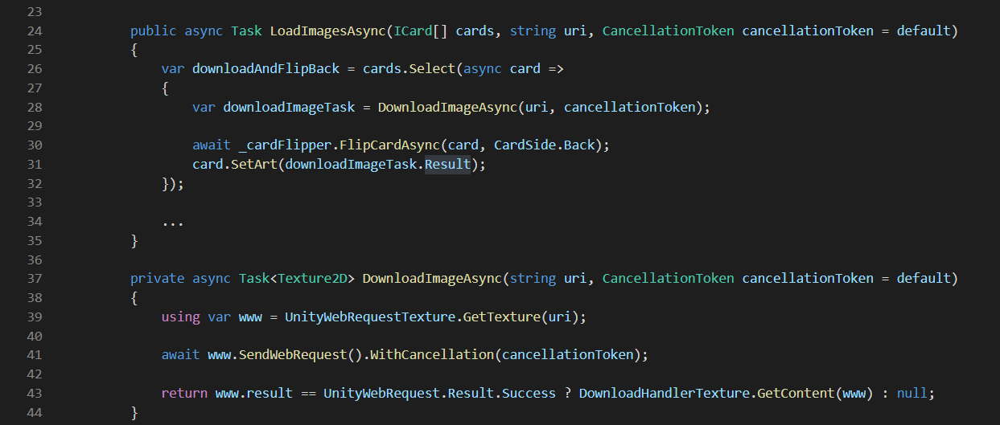 23
24 public async Task LoadImagesAsync(ICard[] cards, string uri, CancellationToken cancellationToken = default)
25 {
26 var downloadAndFlipBack = cards.Select(async card =>
27 {
28 var downloadImageTask = DownloadImageAsync(uri, cancellationToken);
29
30 await _cardFlipper.FlipCardAsync(card, CardSide.Back);
31 card.SetArt(downloadImageTask.Result);
32 });
33
34 ...
35 }
36
37 private async Task<Texture2D> DownloadImageAsync(string uri, CancellationToken cancellationToken = default)
38 {
39 using var www = UnityWebRequestTexture.GetTexture(uri);
40
41 await www.SendWebRequest().WithCancellation(cancellationToken);
42
43 return www.result == UnityWebRequest.Result.Success ? DownloadHandlerTexture.GetContent(www) : null;
44 }